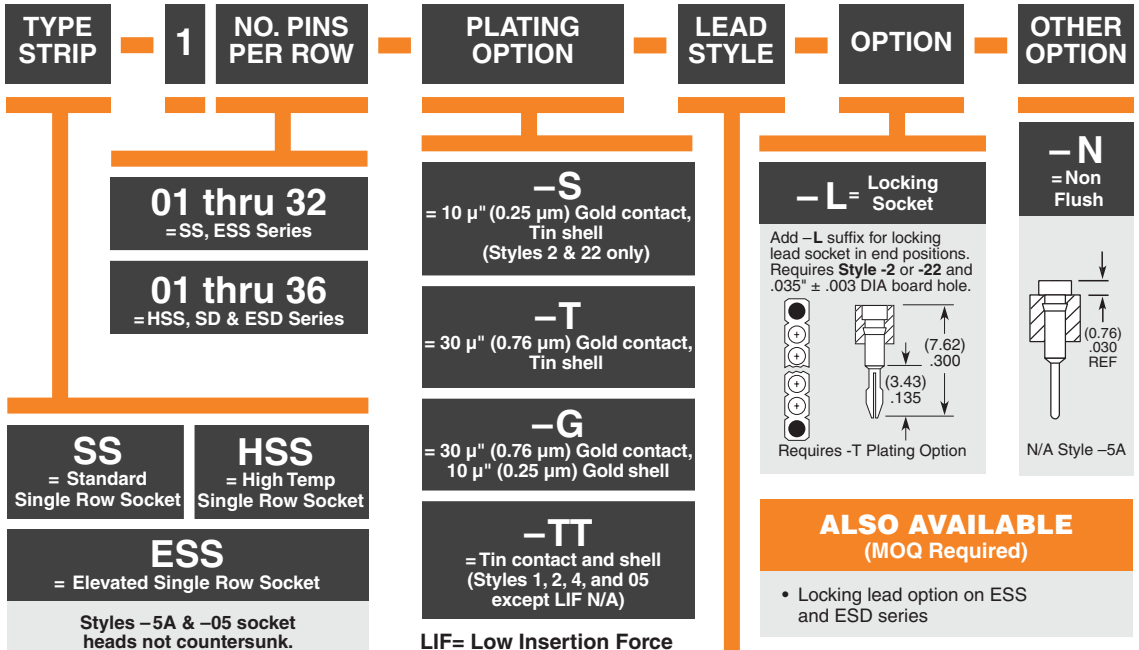 TYPE
STRIP
1
NO. PINS
PER ROW
PLATING
OPTION
LEAD
STYLE
OPTION
OTHER
OPTION
01 thru 32
=SS, ESS Series
01 thru 36
=HSS, SD & ESD Series
SS
= Standard
Single Row Socket
HSS
= High Temp
Single Row Socket
ESS
= Elevated Single Row Socket
Styles –5A & –05 socket
heads not countersunk.
–S
= 10 µ" (0.25 µm) Gold contact,
Tin shell
(Styles 2 & 22 only)
–T
= 30 µ" (0.76 µm) Gold contact,
Tin shell
–G
= 30 µ" (0.76 µm) Gold contact,
10 µ" (0.25 µm) Gold shell
–TT
= Tin contact and shell
(Styles 1, 2, 4, and 05
except LIF N/A)
LIF= Low Insertion Force
–L= Locking
Socket
Add –L suffix for locking
lead socket in end positions.
Requires Style -2 or -22 and
.035" ± .003 DIA board hole.
(7.62)
.300
(3.43)
.135
Requires -T Plating Option
–N
= Non
Flush
(0.76)
.030
REF
N/A Style –5A
ALSO AVAILABLE
(MOQ Required)
• Locking lead option on ESS
and ESD series